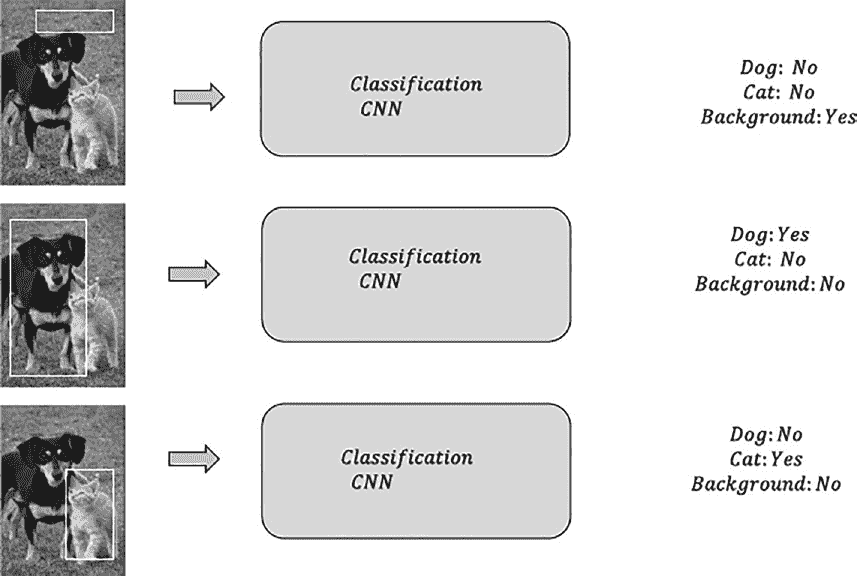 Classification
CNN
Dog: No
Cat: No
Background: Yes
Classification
CNN
Dog: Yes
Cat: No
Background: No
Classification
CNN
Dog: No
Cat: Yes
Background: No